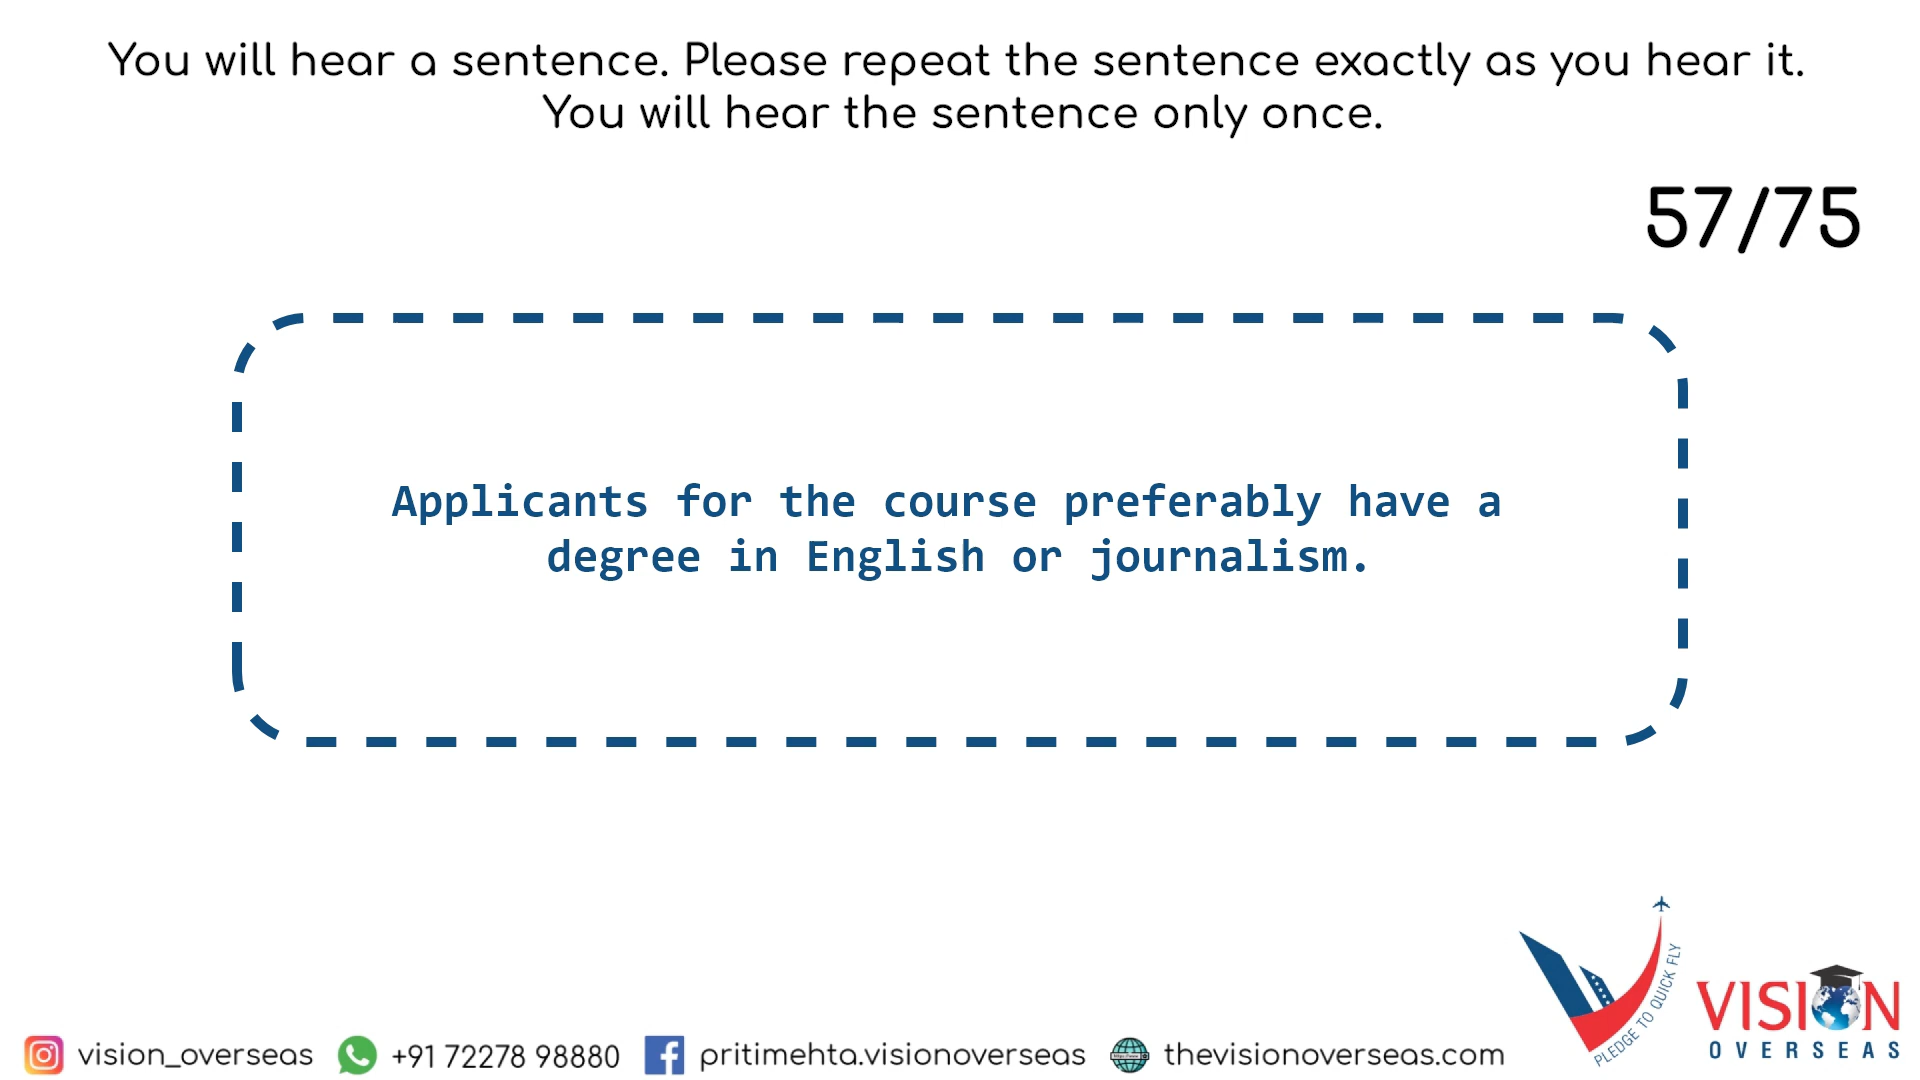 You will hear a sentence. Please repeat the sentence exactly as you hear it.
You will hear the sentence only once.
57/75
Applicants for the course preferably have a
degree in English or journalism.
PLEDGE TO QUICK FLY
VISION
OVERSEAS
vision_overseas
+91 72278 98880
pritimehta.visionoverseas
thevisionoverseas.com